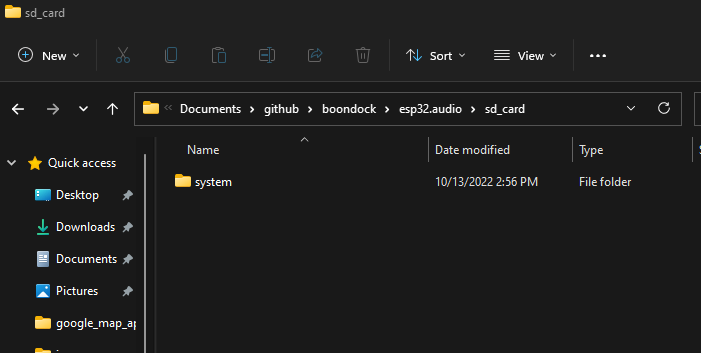 sd_card
New Sort View
Documents > github > boondock > esp32.audio > sd_card
Name Date modified Type
Quick access
system 10/13/2022 2:56 PM File folder
Desktop
Downloads
Documents
Pictures
google_map_ap